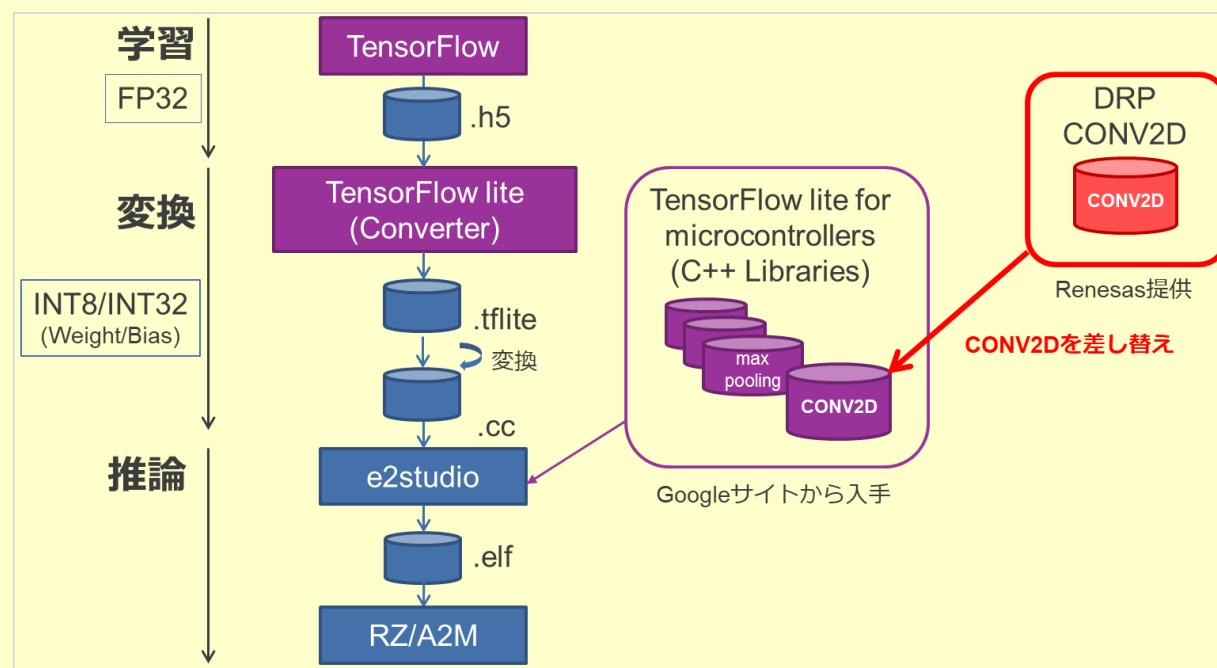 学習
FP32
TensorFlow
.h5
変換
INT8/INT32
(Weight/Bias)
TensorFlow lite
(Converter)
.tflite
変換
.cc
推論
e2studio
.elf
RZ/A2M
TensorFlow lite for
microcontrollers
(C++ Libraries)
max
pooling
CONV2D
Googleサイトから入手
DRP
CONV2D
CONV2D
Renesas提供
CONV2Dを差し替え